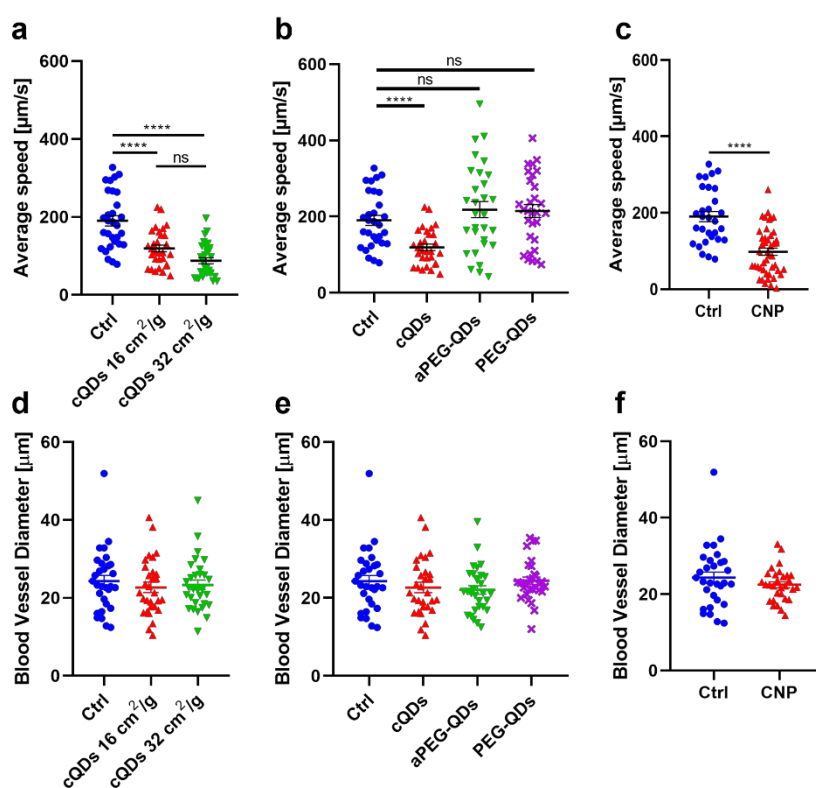 a
Average speed [µm/s]
600
400
200
0
****
****
ns
Ctrl
cQDs 16 cm²/g
cQDs 32 cm²/g
b
Average speed [µm/s]
600
400
200
0
ns
ns
****
Ctrl
cQDs
aPEG-QDs
PEG-QDs
c
Average speed [µm/s]
600
400
200
0
****
Ctrl
CNP
d
Blood Vessel Diameter [µm]
60
40
20
0
Ctrl
cQDs 16 cm²/g
cQDs 32 cm²/g
e
Blood Vessel Diameter [µm]
60
40
20
0
Ctrl
cQDs
aPEG-QDs
PEG-QDs
f
Blood Vessel Diameter [µm]
60
40
20
0
Ctrl
CNP